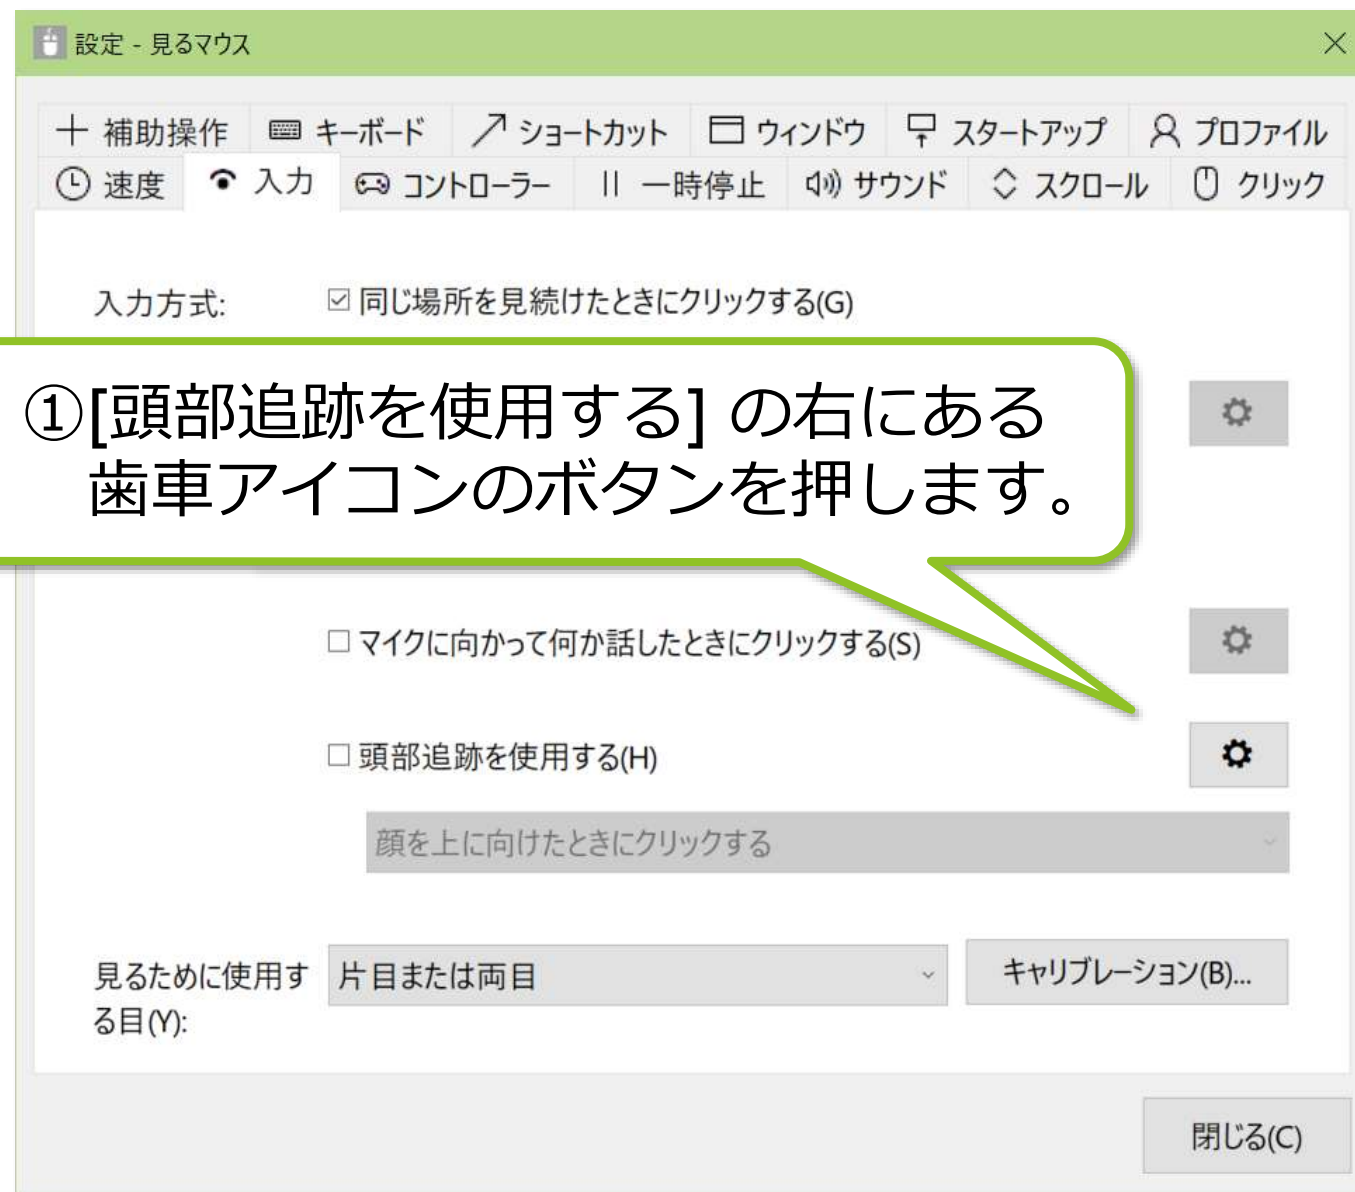 設定 - 見るマウス
補助操作 キーボード ショートカット ウィンドウ スタートアップ プロファイル
速度 入力 コントローラー 一時停止 サウンド スクロール クリック
入力方式: 同じ場所を見続けたときにクリックする(G)
①[頭部追跡を使用する] の右にある
歯車アイコンのボタンを押します。
マイクに向かって何か話したときにクリックする(S)
頭部追跡を使用する(H)
顔を上に向けたときにクリックする
見るために使用す 片目または両目 キャリブレーション(B)...
る目(Y):
閉じる(C)